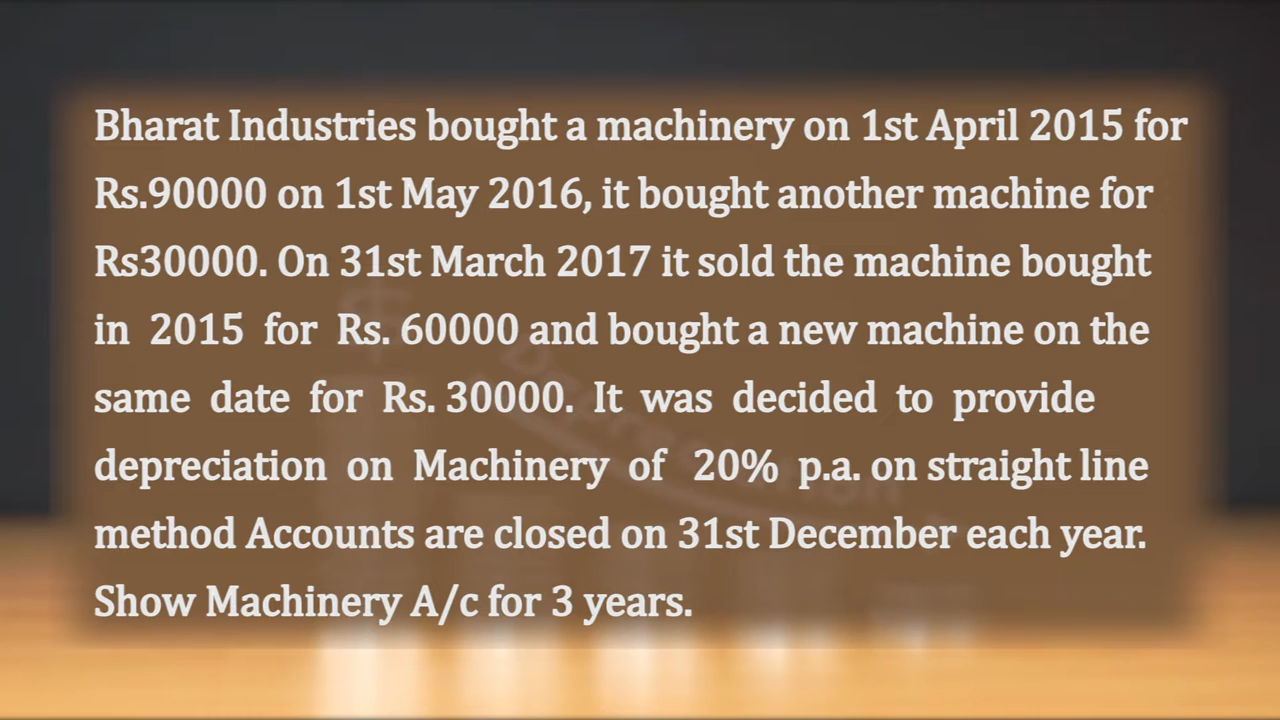 Bharat Industries bought a machinery on 1st April 2015 for
Rs.90000 on 1st May 2016, it bought another machine for
Rs30000. On 31st March 2017 it sold the machine bought
in 2015 for Rs. 60000 and bought a new machine on the
same date for Rs. 30000. It was decided to provide
depreciation on Machinery of 20% p.a. on straight line
method Accounts are closed on 31st December each year.
Show Machinery A/c for 3 years.
Depreciation